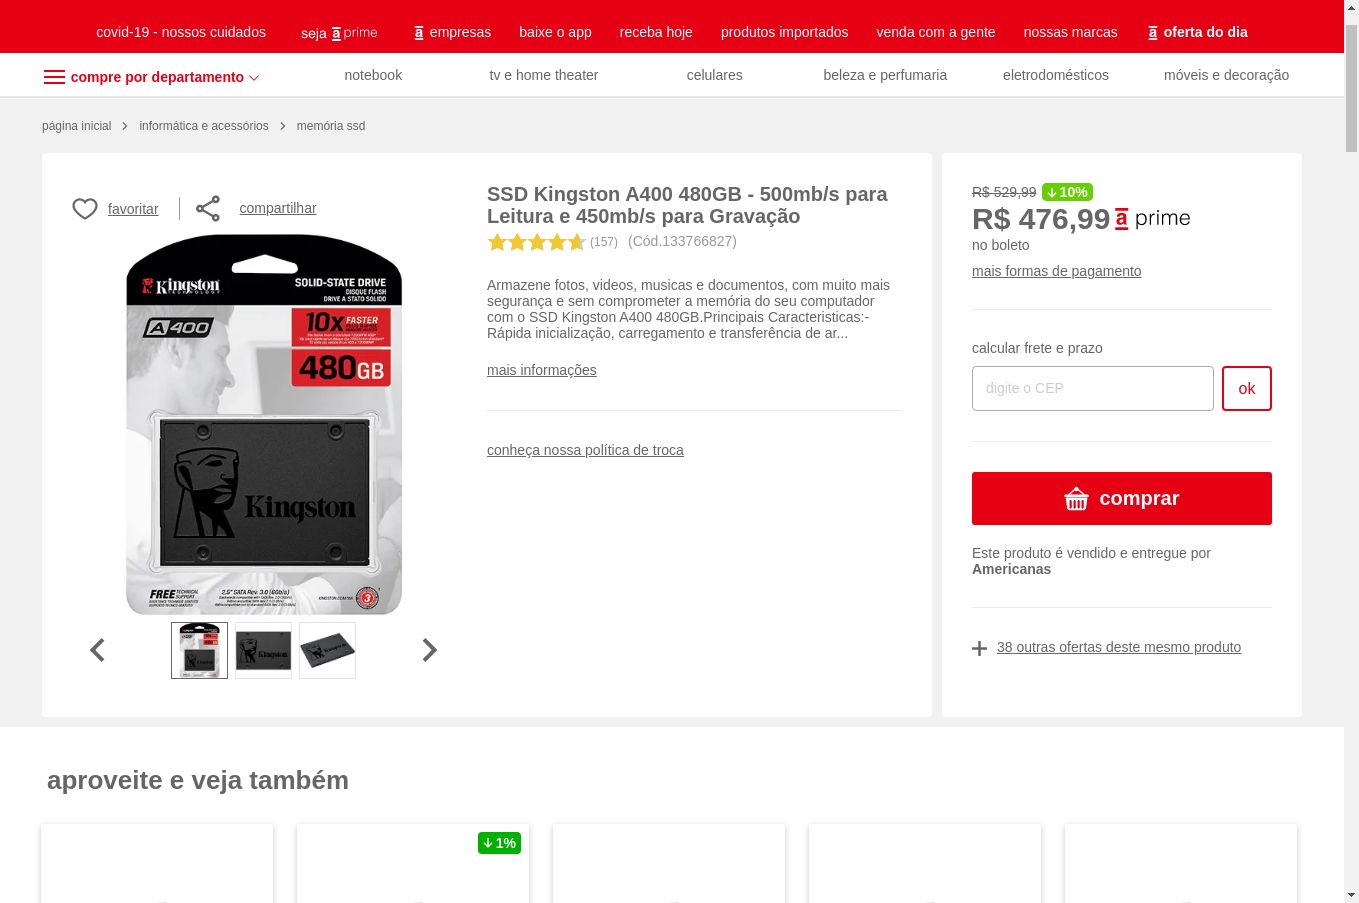 covid-19 - nossos cuidados
seja a prime
a empresas
baixe o app
receba hoje
produtos importados
venda com a gente
nossas marcas
a oferta do dia
compre por departamento
notebook
tv e home theater
celulares
beleza e perfumaria
eletrodomésticos
móveis e decoração
página inicial > informática e acessórios > memória ssd
favoritar
compartilhar
Kingston
TECHNOLOGY
SOLID-STATE DRIVE
DISQUE FLASH
DRIVE A STATO SOLIDO
A400
10x FASTER
480GB
Kingston
FREE TECHNICAL SUPPORT
2.5" SATA Rev. 3.0 (6Gb/s)
3
SSD Kingston A400 480GB - 500mb/s para
Leitura e 450mb/s para Gravação
(157) (Cód.133766827)
Armazene fotos, videos, musicas e documentos, com muito mais
segurança e sem comprometer a memória do seu computador
com o SSD Kingston A400 480GB.Principais Caracteristicas:-
Rápida inicialização, carregamento e transferência de ar...
mais informações
conheça nossa política de troca
R$ 529,99 10%
R$ 476,99 a prime
no boleto
mais formas de pagamento
calcular frete e prazo
digite o CEP
ok
comprar
Este produto é vendido e entregue por
Americanas
38 outras ofertas deste mesmo produto
aproveite e veja também
1%